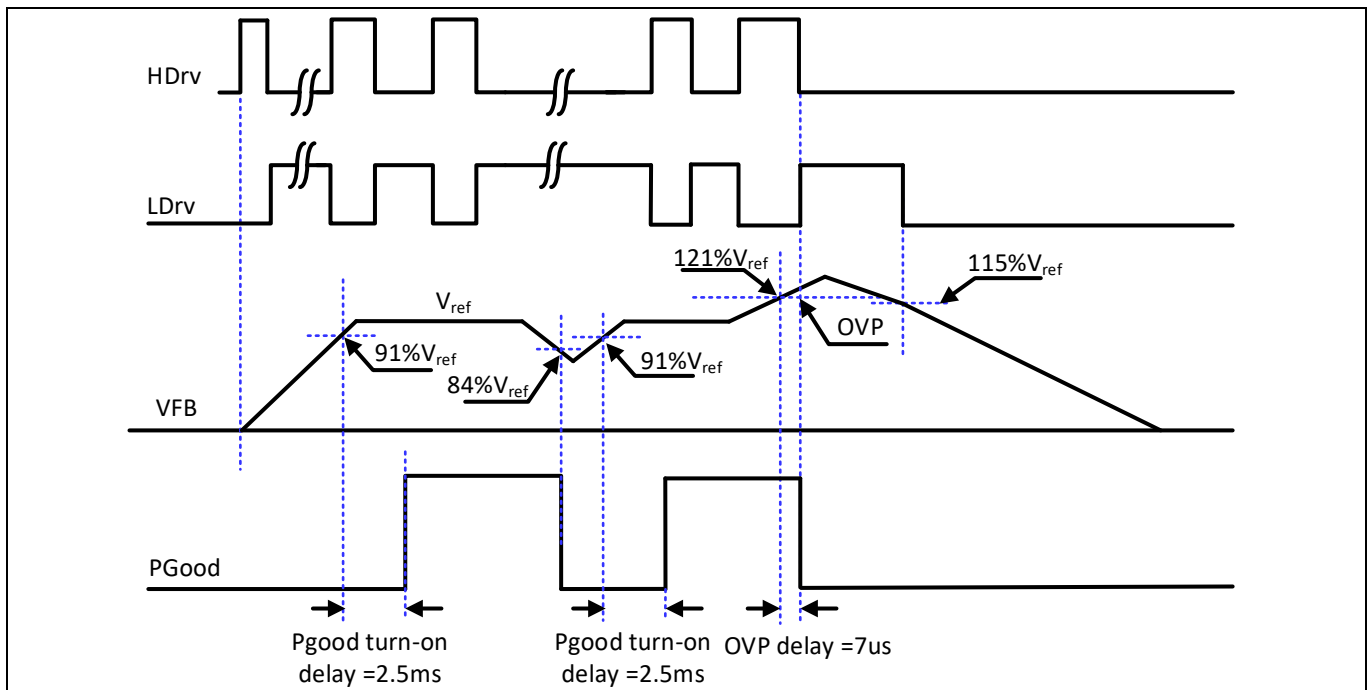 HDrv
LDrv
121%Vref
115%Vref
Vref
OVP
91%Vref
84%Vref
91%Vref
VFB
PGood
Pgood turn-on
delay =2.5ms
Pgood turn-on
delay =2.5ms
OVP delay =7us